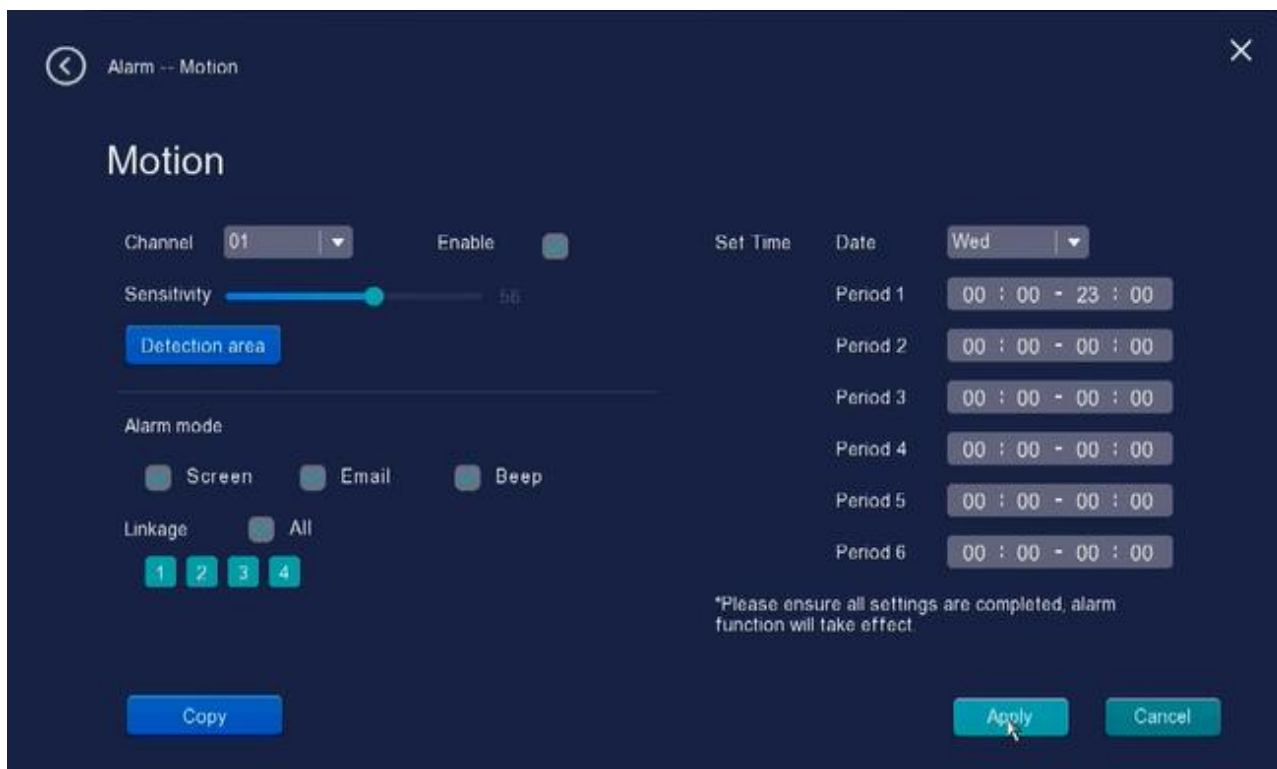 Alarm -- Motion
Motion
Channel 01
Enable
Sensitivity 56
Detection area
Alarm mode
Screen Email Beep
Linkage All
1 2 3 4
Copy
Set Time Date Wed
Period 1 00 : 00 - 23 : 00
Period 2 00 : 00 - 00 : 00
Period 3 00 : 00 - 00 : 00
Period 4 00 : 00 - 00 : 00
Period 5 00 : 00 - 00 : 00
Period 6 00 : 00 - 00 : 00
*Please ensure all settings are completed, alarm
function will take effect.
Apply Cancel